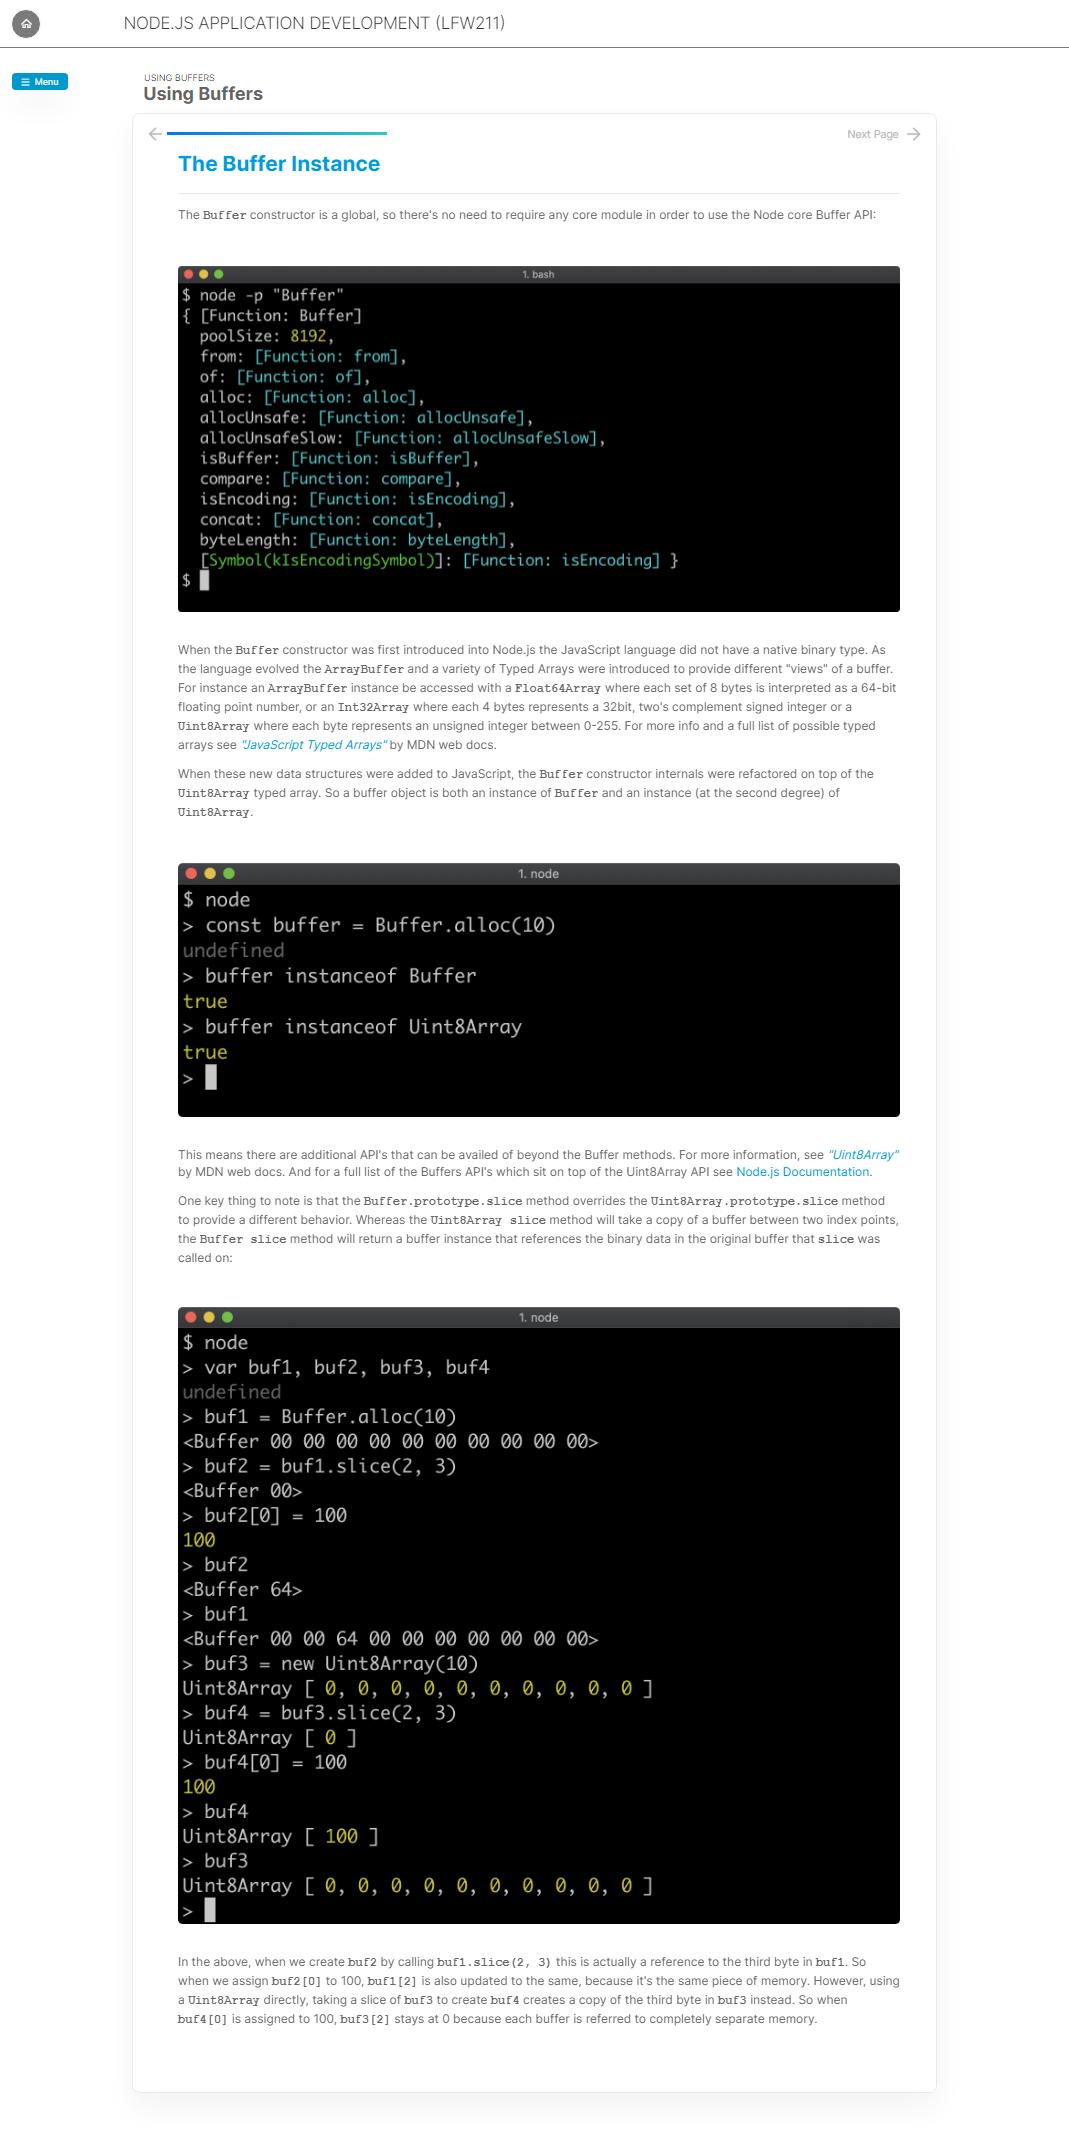 NODE.JS APPLICATION DEVELOPMENT (LFW211)
Menu
USING BUFFERS
Using Buffers
Next Page
The Buffer Instance
The Buffer constructor is a global, so there's no need to require any core module in order to use the Node core Buffer API:
1. bash
$ node -p "Buffer"
{ [Function: Buffer]
  poolSize: 8192,
  from: [Function: from],
  of: [Function: of],
  alloc: [Function: alloc],
  allocUnsafe: [Function: allocUnsafe],
  allocUnsafeSlow: [Function: allocUnsafeSlow],
  isBuffer: [Function: isBuffer],
  compare: [Function: compare],
  isEncoding: [Function: isEncoding],
  concat: [Function: concat],
  byteLength: [Function: byteLength],
  [Symbol(kIsEncodingSymbol)]: [Function: isEncoding] }
$
When the Buffer constructor was first introduced into Node.js the JavaScript language did not have a native binary type. As
the language evolved the ArrayBuffer and a variety of Typed Arrays were introduced to provide different "views" of a buffer.
For instance an ArrayBuffer instance be accessed with a Float64Array where each set of 8 bytes is interpreted as a 64-bit
floating point number, or an Int32Array where each 4 bytes represents a 32bit, two's complement signed integer or a
Uint8Array where each byte represents an unsigned integer between 0-255. For more info and a full list of possible typed
arrays see "JavaScript Typed Arrays" by MDN web docs.
When these new data structures were added to JavaScript, the Buffer constructor internals were refactored on top of the
Uint8Array typed array. So a buffer object is both an instance of Buffer and an instance (at the second degree) of
Uint8Array.
1. node
$ node
> const buffer = Buffer.alloc(10)
undefined
> buffer instanceof Buffer
true
> buffer instanceof Uint8Array
true
>
This means there are additional API's that can be availed of beyond the Buffer methods. For more information, see "Uint8Array"
by MDN web docs. And for a full list of the Buffers API's which sit on top of the Uint8Array API see Node.js Documentation.
One key thing to note is that the Buffer.prototype.slice method overrides the Uint8Array.prototype.slice method
to provide a different behavior. Whereas the Uint8Array slice method will take a copy of a buffer between two index points,
the Buffer slice method will return a buffer instance that references the binary data in the original buffer that slice was
called on:
1. node
$ node
> var buf1, buf2, buf3, buf4
undefined
> buf1 = Buffer.alloc(10)
<Buffer 00 00 00 00 00 00 00 00 00 00>
> buf2 = buf1.slice(2, 3)
<Buffer 00>
> buf2[0] = 100
100
> buf2
<Buffer 64>
> buf1
<Buffer 00 00 64 00 00 00 00 00 00 00>
> buf3 = new Uint8Array(10)
Uint8Array [ 0, 0, 0, 0, 0, 0, 0, 0, 0, 0 ]
> buf4 = buf3.slice(2, 3)
Uint8Array [ 0 ]
> buf4[0] = 100
100
> buf4
Uint8Array [ 100 ]
> buf3
Uint8Array [ 0, 0, 0, 0, 0, 0, 0, 0, 0, 0 ]
>
In the above, when we create buf2 by calling buf1.slice(2, 3) this is actually a reference to the third byte in buf1. So
when we assign buf2[0] to 100, buf1[2] is also updated to the same, because it's the same piece of memory. However, using
a Uint8Array directly, taking a slice of buf3 to create buf4 creates a copy of the third byte in buf3 instead. So when
buf4[0] is assigned to 100, buf3[2] stays at 0 because each buffer is referred to completely separate memory.